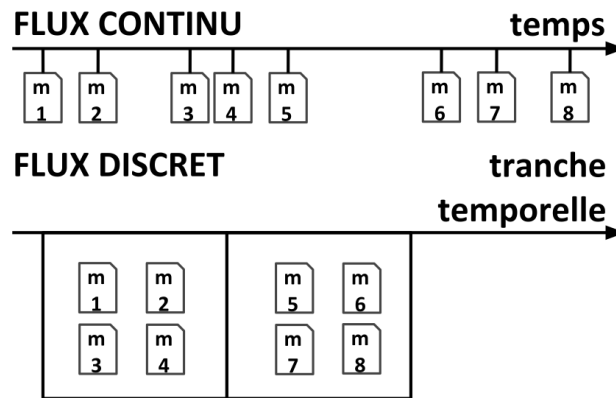 FLUX CONTINU temps
m m m m m m m m
1 2 3 4 5 6 7 8
FLUX DISCRET tranche
temporelle
m m m m
1 2 5 6
m m m m
3 4 7 8